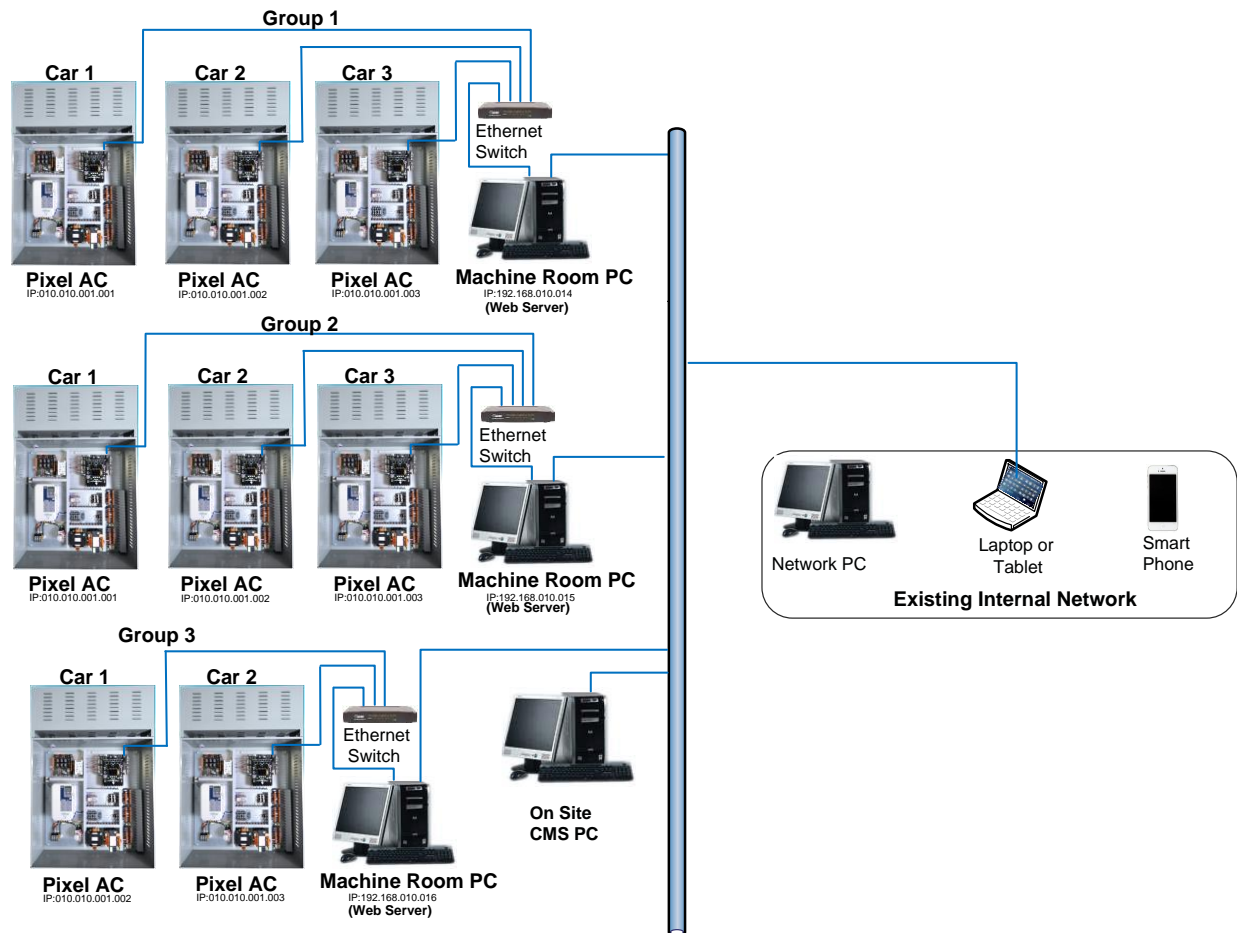 Group 1
Car 1
Car 2
Car 3
Ethernet
Switch
Pixel AC
IP:010.010.001.001
Pixel AC
IP:010.010.001.002
Pixel AC
IP:010.010.001.003
Machine Room PC
IP:192.168.010.014
(Web Server)
Group 2
Car 1
Car 2
Car 3
Ethernet
Switch
Pixel AC
IP:010.010.001.001
Pixel AC
IP:010.010.001.002
Pixel AC
IP:010.010.001.003
Machine Room PC
IP:192.168.010.015
(Web Server)
Network PC
Laptop or
Tablet
Smart
Phone
Existing Internal Network
Group 3
Car 1
Car 2
Ethernet
Switch
Pixel AC
IP:010.010.001.002
Pixel AC
IP:010.010.001.003
Machine Room PC
IP:192.168.010.016
(Web Server)
On Site
CMS PC